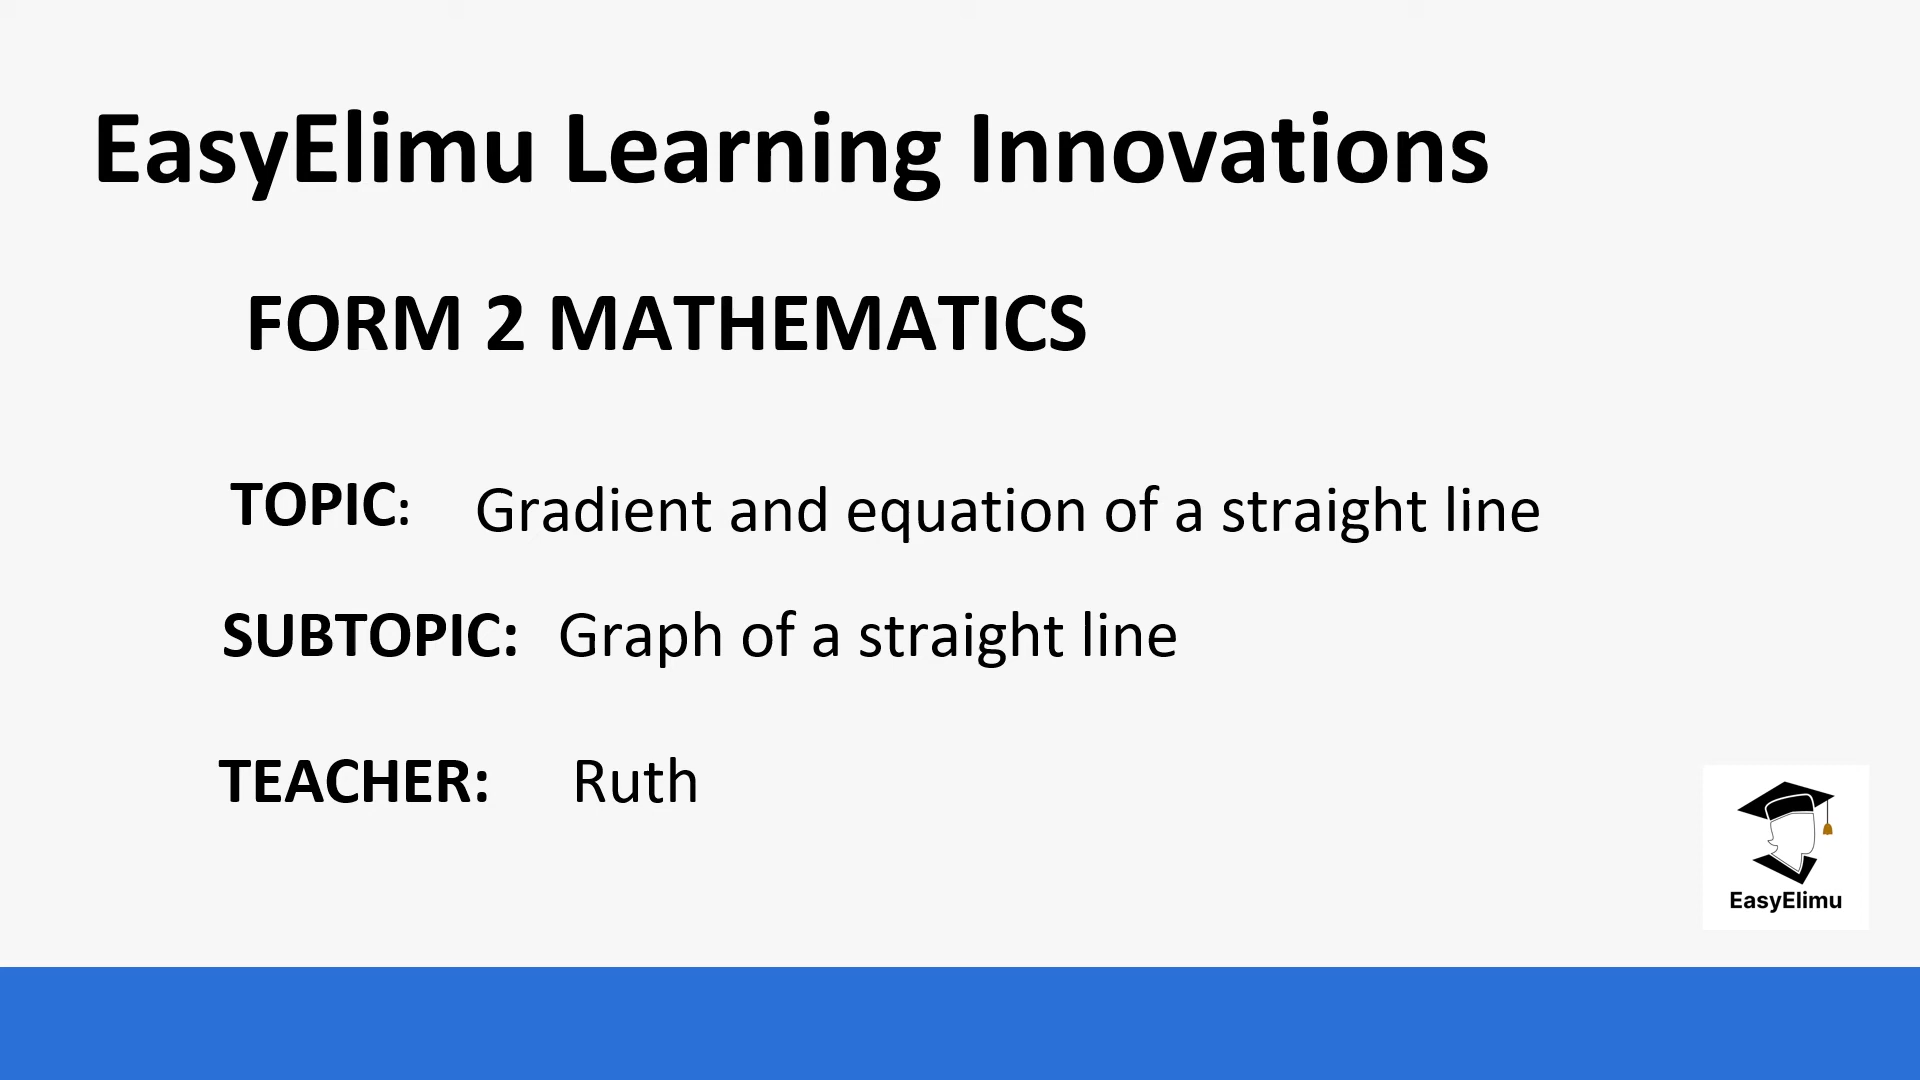 EasyElimu Learning Innovations
FORM 2 MATHEMATICS
TOPIC: Gradient and equation of a straight line
SUBTOPIC: Graph of a straight line
TEACHER: Ruth
EasyElimu